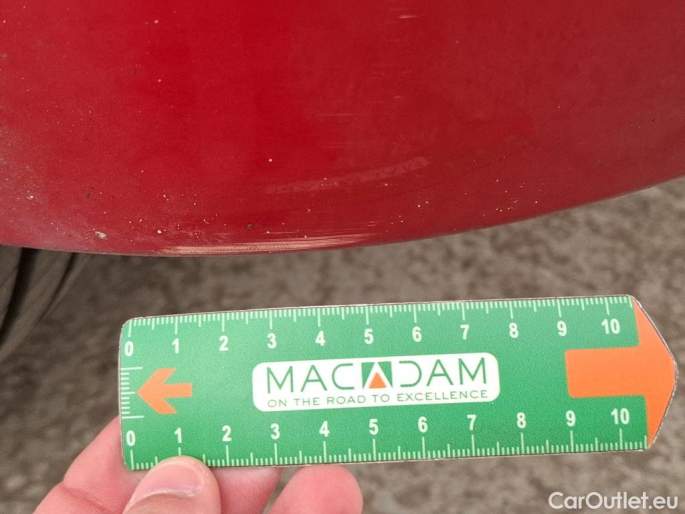 0 1 2 3 4 5 6 7 8 9 10
MACADAM
ON THE ROAD TO EXCELLENCE
0 1 2 3 4 5 6 7 8 9 10
CarOutlet.eu